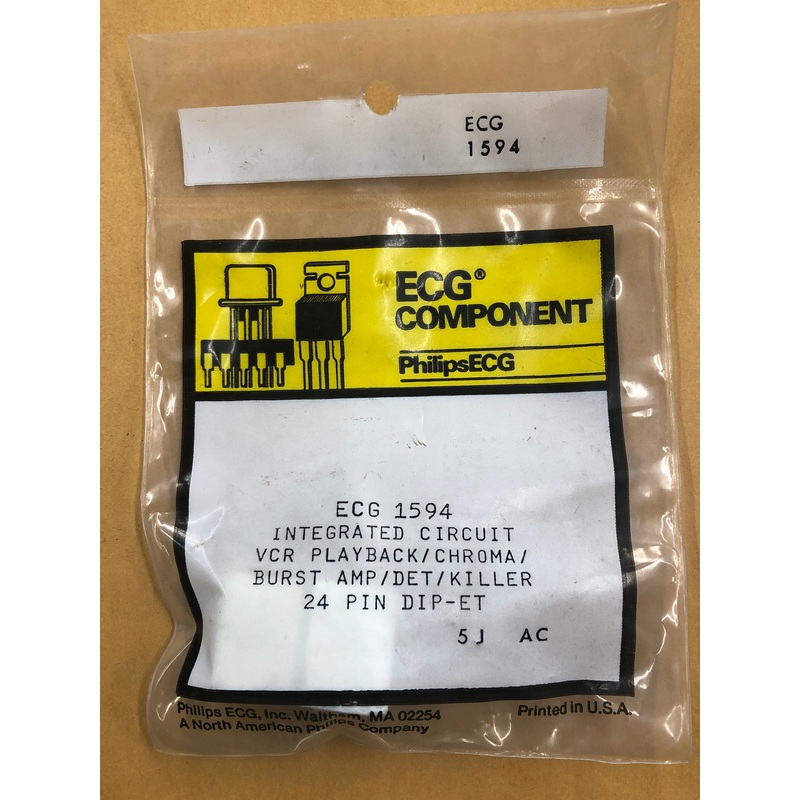 ECG
1594
ECG®
COMPONENT
PhilipsECG
ECG 1594
INTEGRATED CIRCUIT
VCR PLAYBACK/CHROMA/
BURST AMP/DET/KILLER
24 PIN DIP-ET
5J AC
Philips ECG, Inc. Waltham, MA 02254
A North American Philips Company
Printed in U.S.A.